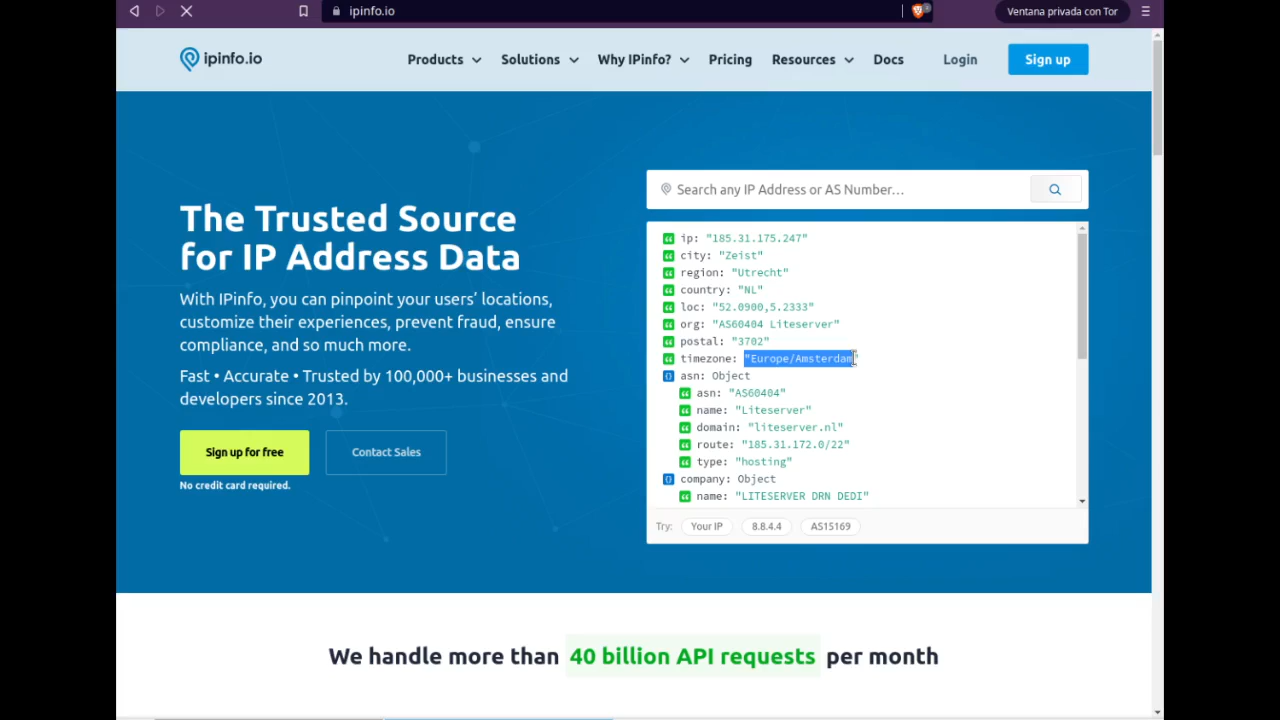 ipinfo.io
Ventana privada con Tor
ipinfo.io
Products Solutions Why IPinfo? Pricing Resources Docs Login Sign up
The Trusted Source
for IP Address Data
With IPinfo, you can pinpoint your users' locations,
customize their experiences, prevent fraud, ensure
compliance, and so much more.
Fast • Accurate • Trusted by 100,000+ businesses and
developers since 2013.
Sign up for free
Contact Sales
No credit card required.
Search any IP Address or AS Number...
ip: "185.31.175.247"
city: "Zeist"
region: "Utrecht"
country: "NL"
loc: "52.0900,5.2333"
org: "AS60404 Liteserver"
postal: "3702"
timezone: "Europe/Amsterdam"
asn: Object
asn: "AS60404"
name: "Liteserver"
domain: "liteserver.nl"
route: "185.31.172.0/22"
type: "hosting"
company: Object
name: "LITESERVER DRN DEDI"
Try: Your IP 8.8.4.4 AS15169
We handle more than 40 billion API requests per month